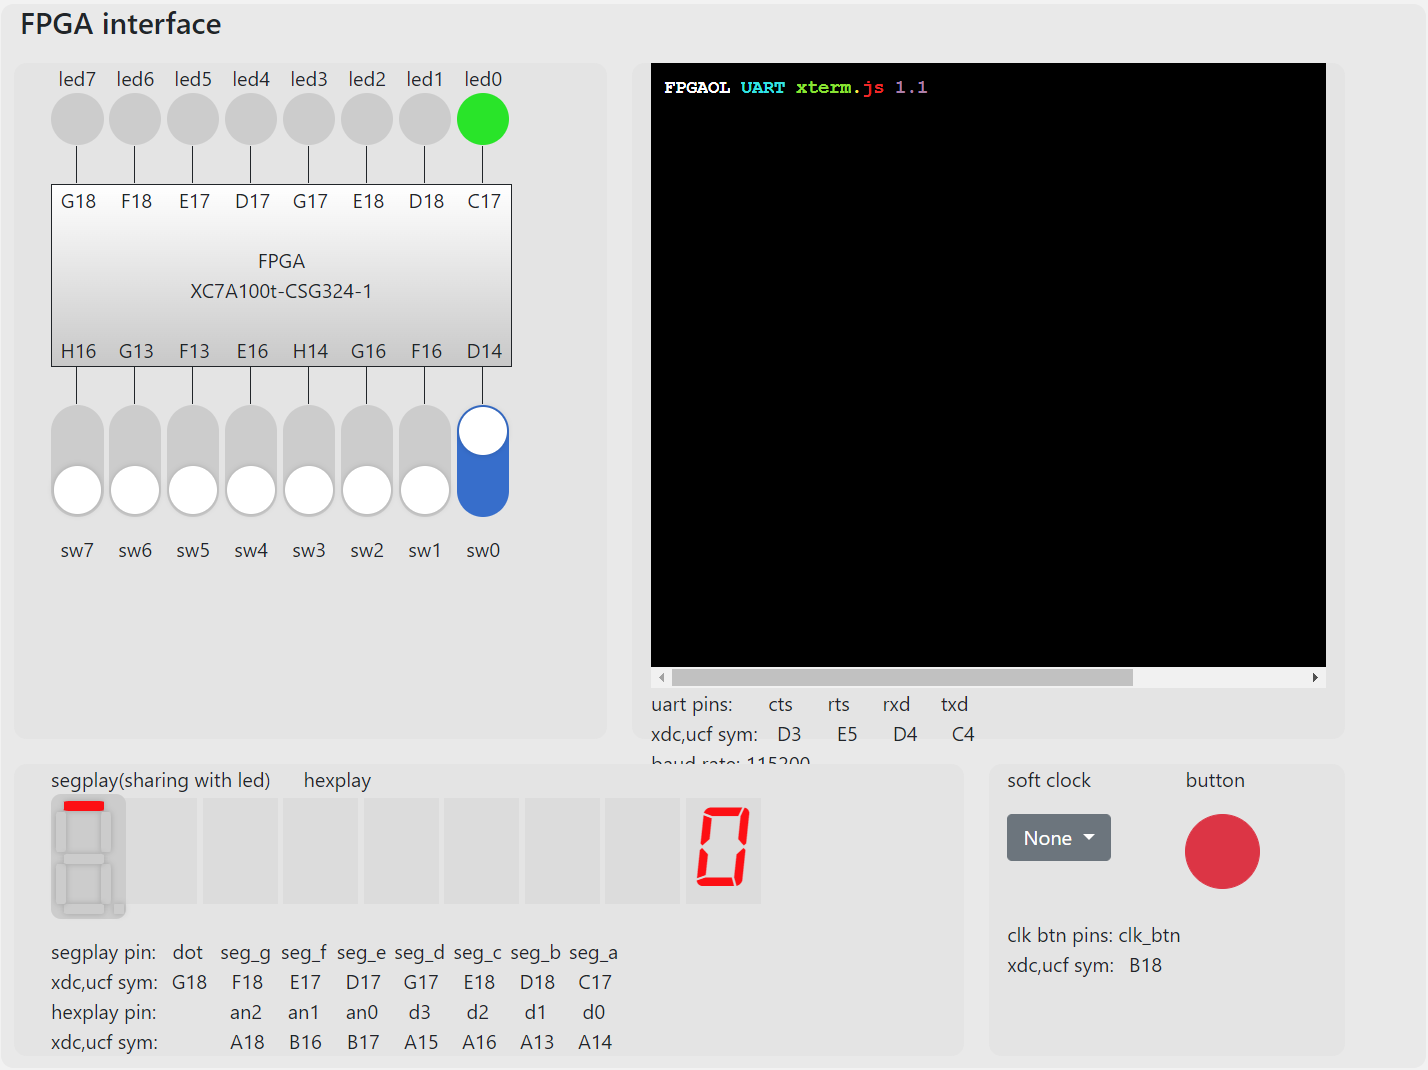 FPGA interface
led7 led6 led5 led4 led3 led2 led1 led0
G18 F18 E17 D17 G17 E18 D18 C17
FPGA
XC7A100t-CSG324-1
H16 G13 F13 E16 H14 G16 F16 D14
sw7 sw6 sw5 sw4 sw3 sw2 sw1 sw0
FPGAOL UART xterm.js 1.1
uart pins: cts rts rxd txd
xdc,ucf sym: D3 E5 D4 C4
baud rate: 115200
segplay(sharing with led) hexplay
0
segplay pin: dot seg_g seg_f seg_e seg_d seg_c seg_b seg_a
xdc,ucf sym: G18 F18 E17 D17 G17 E18 D18 C17
hexplay pin: an2 an1 an0 d3 d2 d1 d0
xdc,ucf sym: A18 B16 B17 A15 A16 A13 A14
soft clock button
None
clk btn pins: clk_btn
xdc,ucf sym: B18